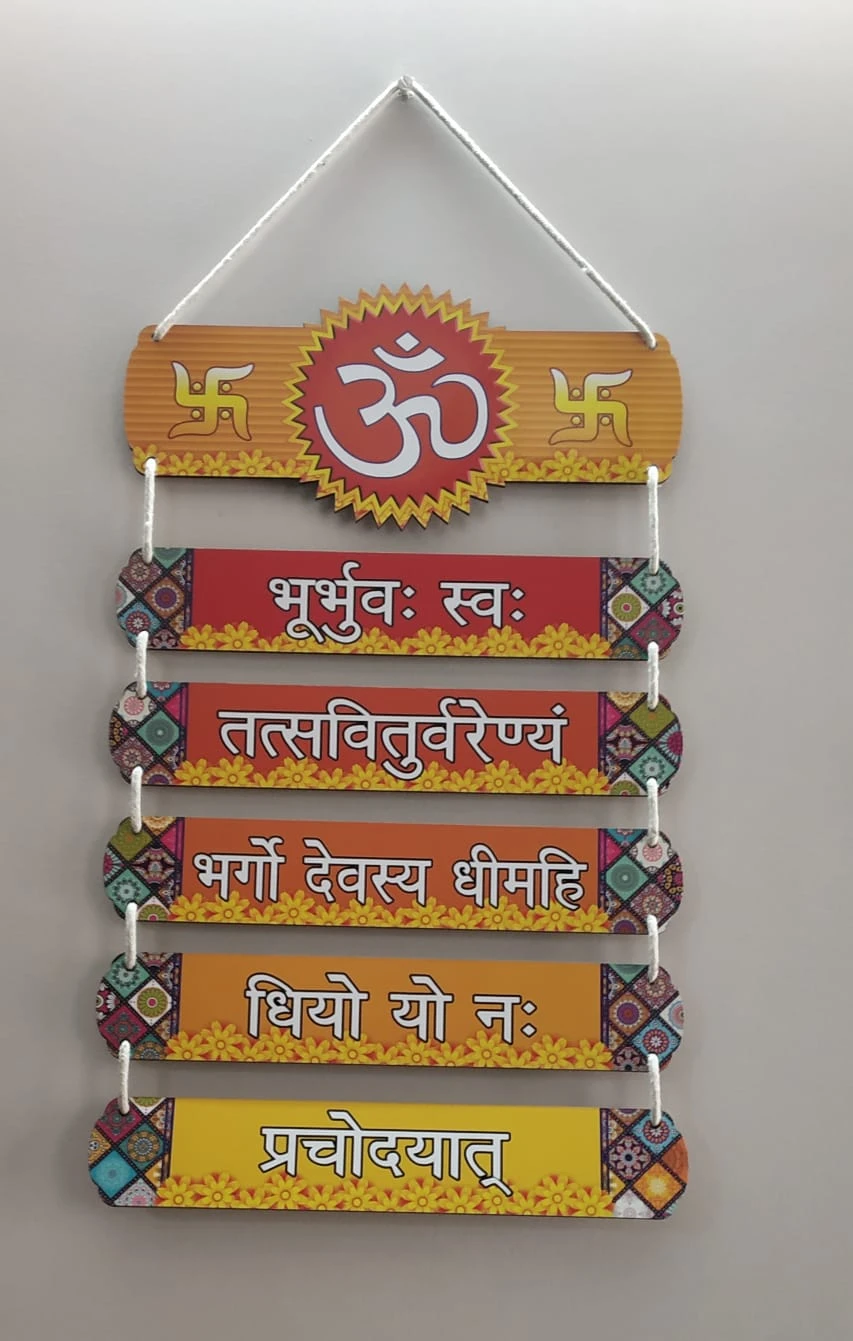 ॐ
भूर्भुवः स्वः
तत्सवितुर्वरेण्यं
भर्गो देवस्य धीमहि
धियो यो नः
प्रचोदयात्